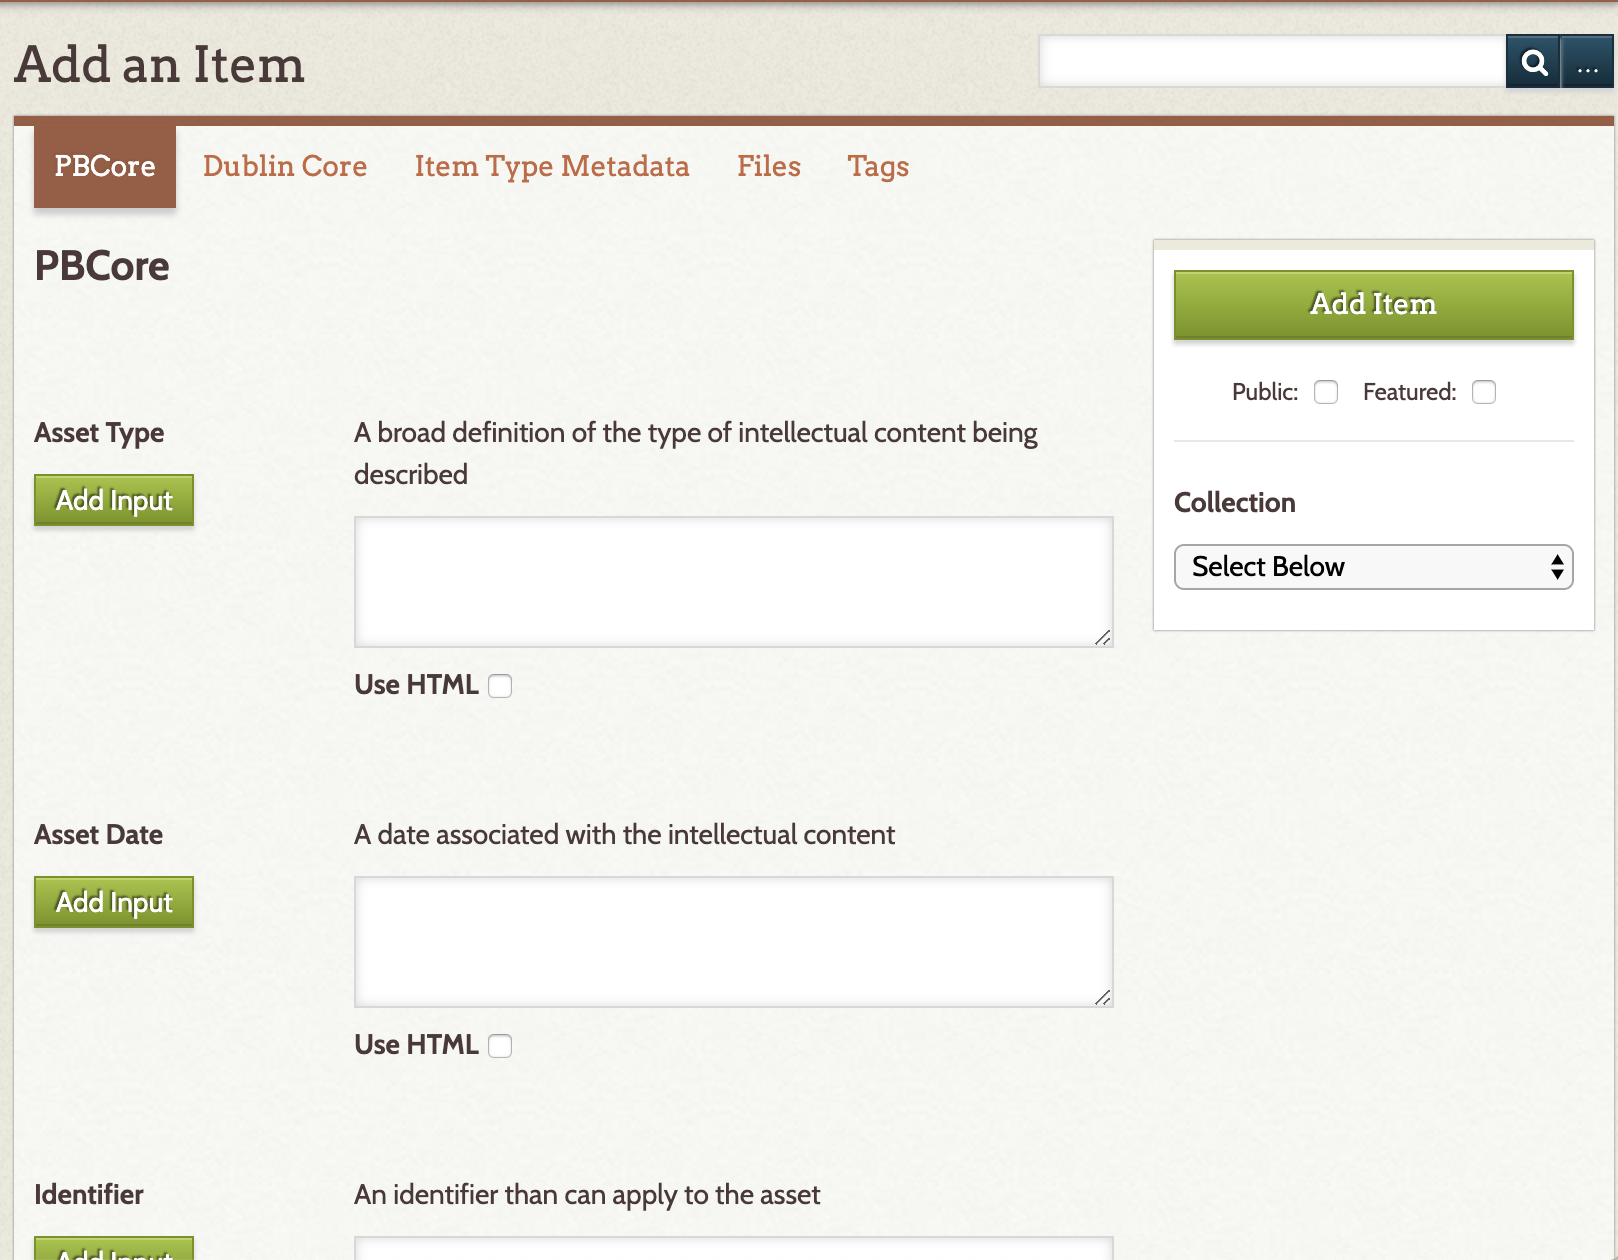 Add an Item
...
PBCore
Dublin Core
Item Type Metadata
Files
Tags
PBCore
Add Item
Public:
Featured:
Collection
Select Below
Asset Type
Add Input
A broad definition of the type of intellectual content being
described
Use HTML
Asset Date
Add Input
A date associated with the intellectual content
Use HTML
Identifier
Add Input
An identifier than can apply to the asset